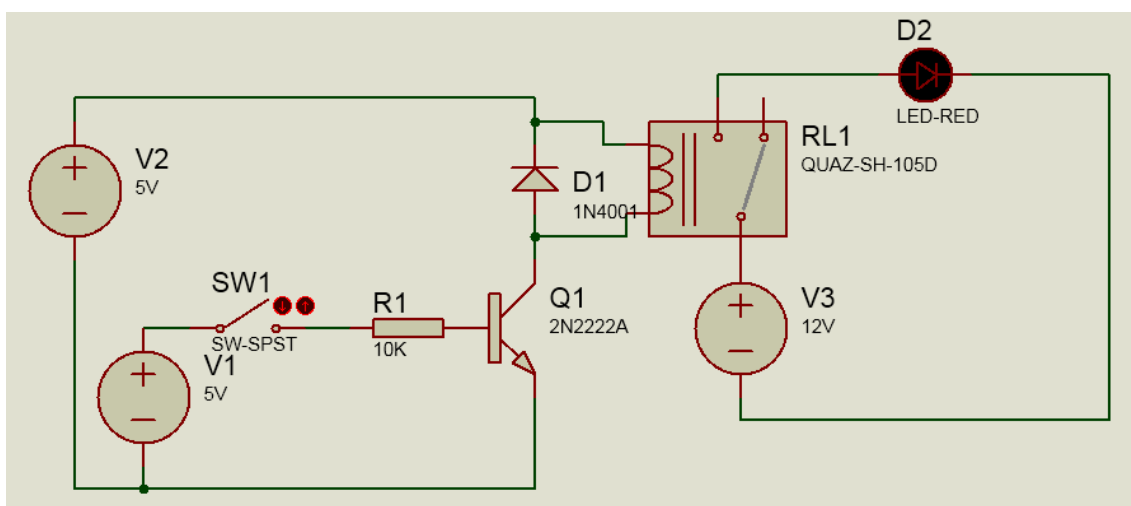 D2
LED-RED
RL1
QUAZ-SH-105D
V2
5V
D1
1N4001
SW1
SW-SPST
R1
10K
Q1
2N2222A
V3
12V
V1
5V